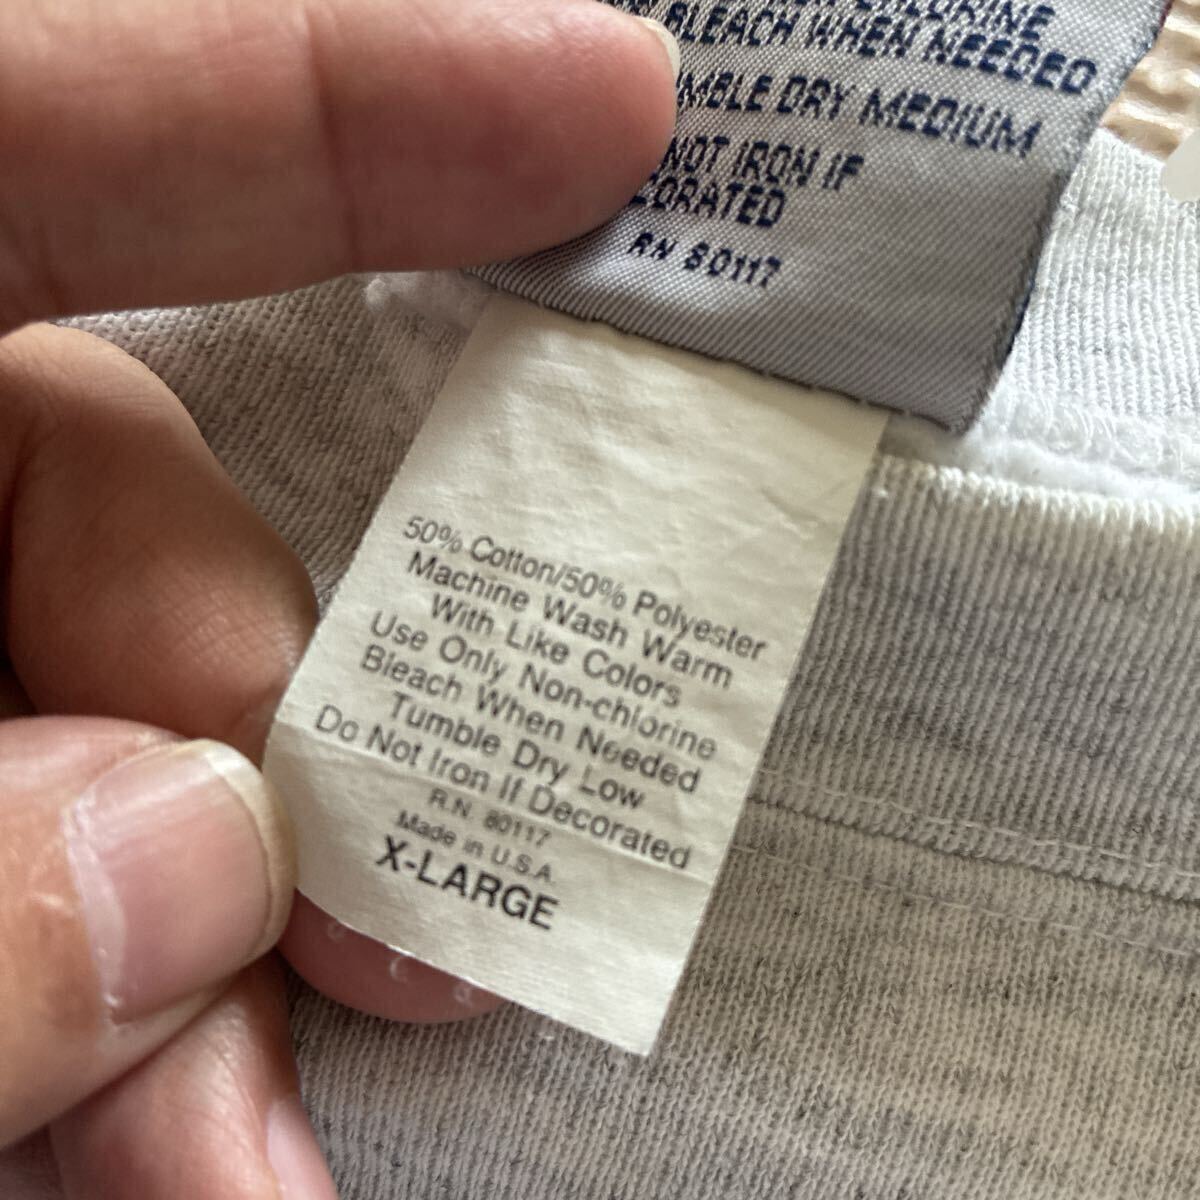 CHLORINE
BLEACH WHEN NEEDED
DRY MEDIUM
NOT IRON IF
RN 80117
50% Cotton/50% Polyester
Machine Wash Warm
With Like Colors
Use Only Non-chlorine
Bleach When Needed
Tumble Dry Low
Do Not Iron If Decorated
R.N. 80117
Made in U.S.A.
X-LARGE